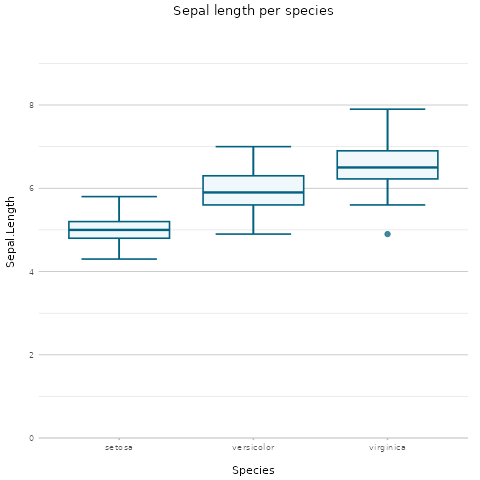 Sepal length per species
Sepal.Length
8
6
4
2
0
setosa
versicolor
virginica
Species